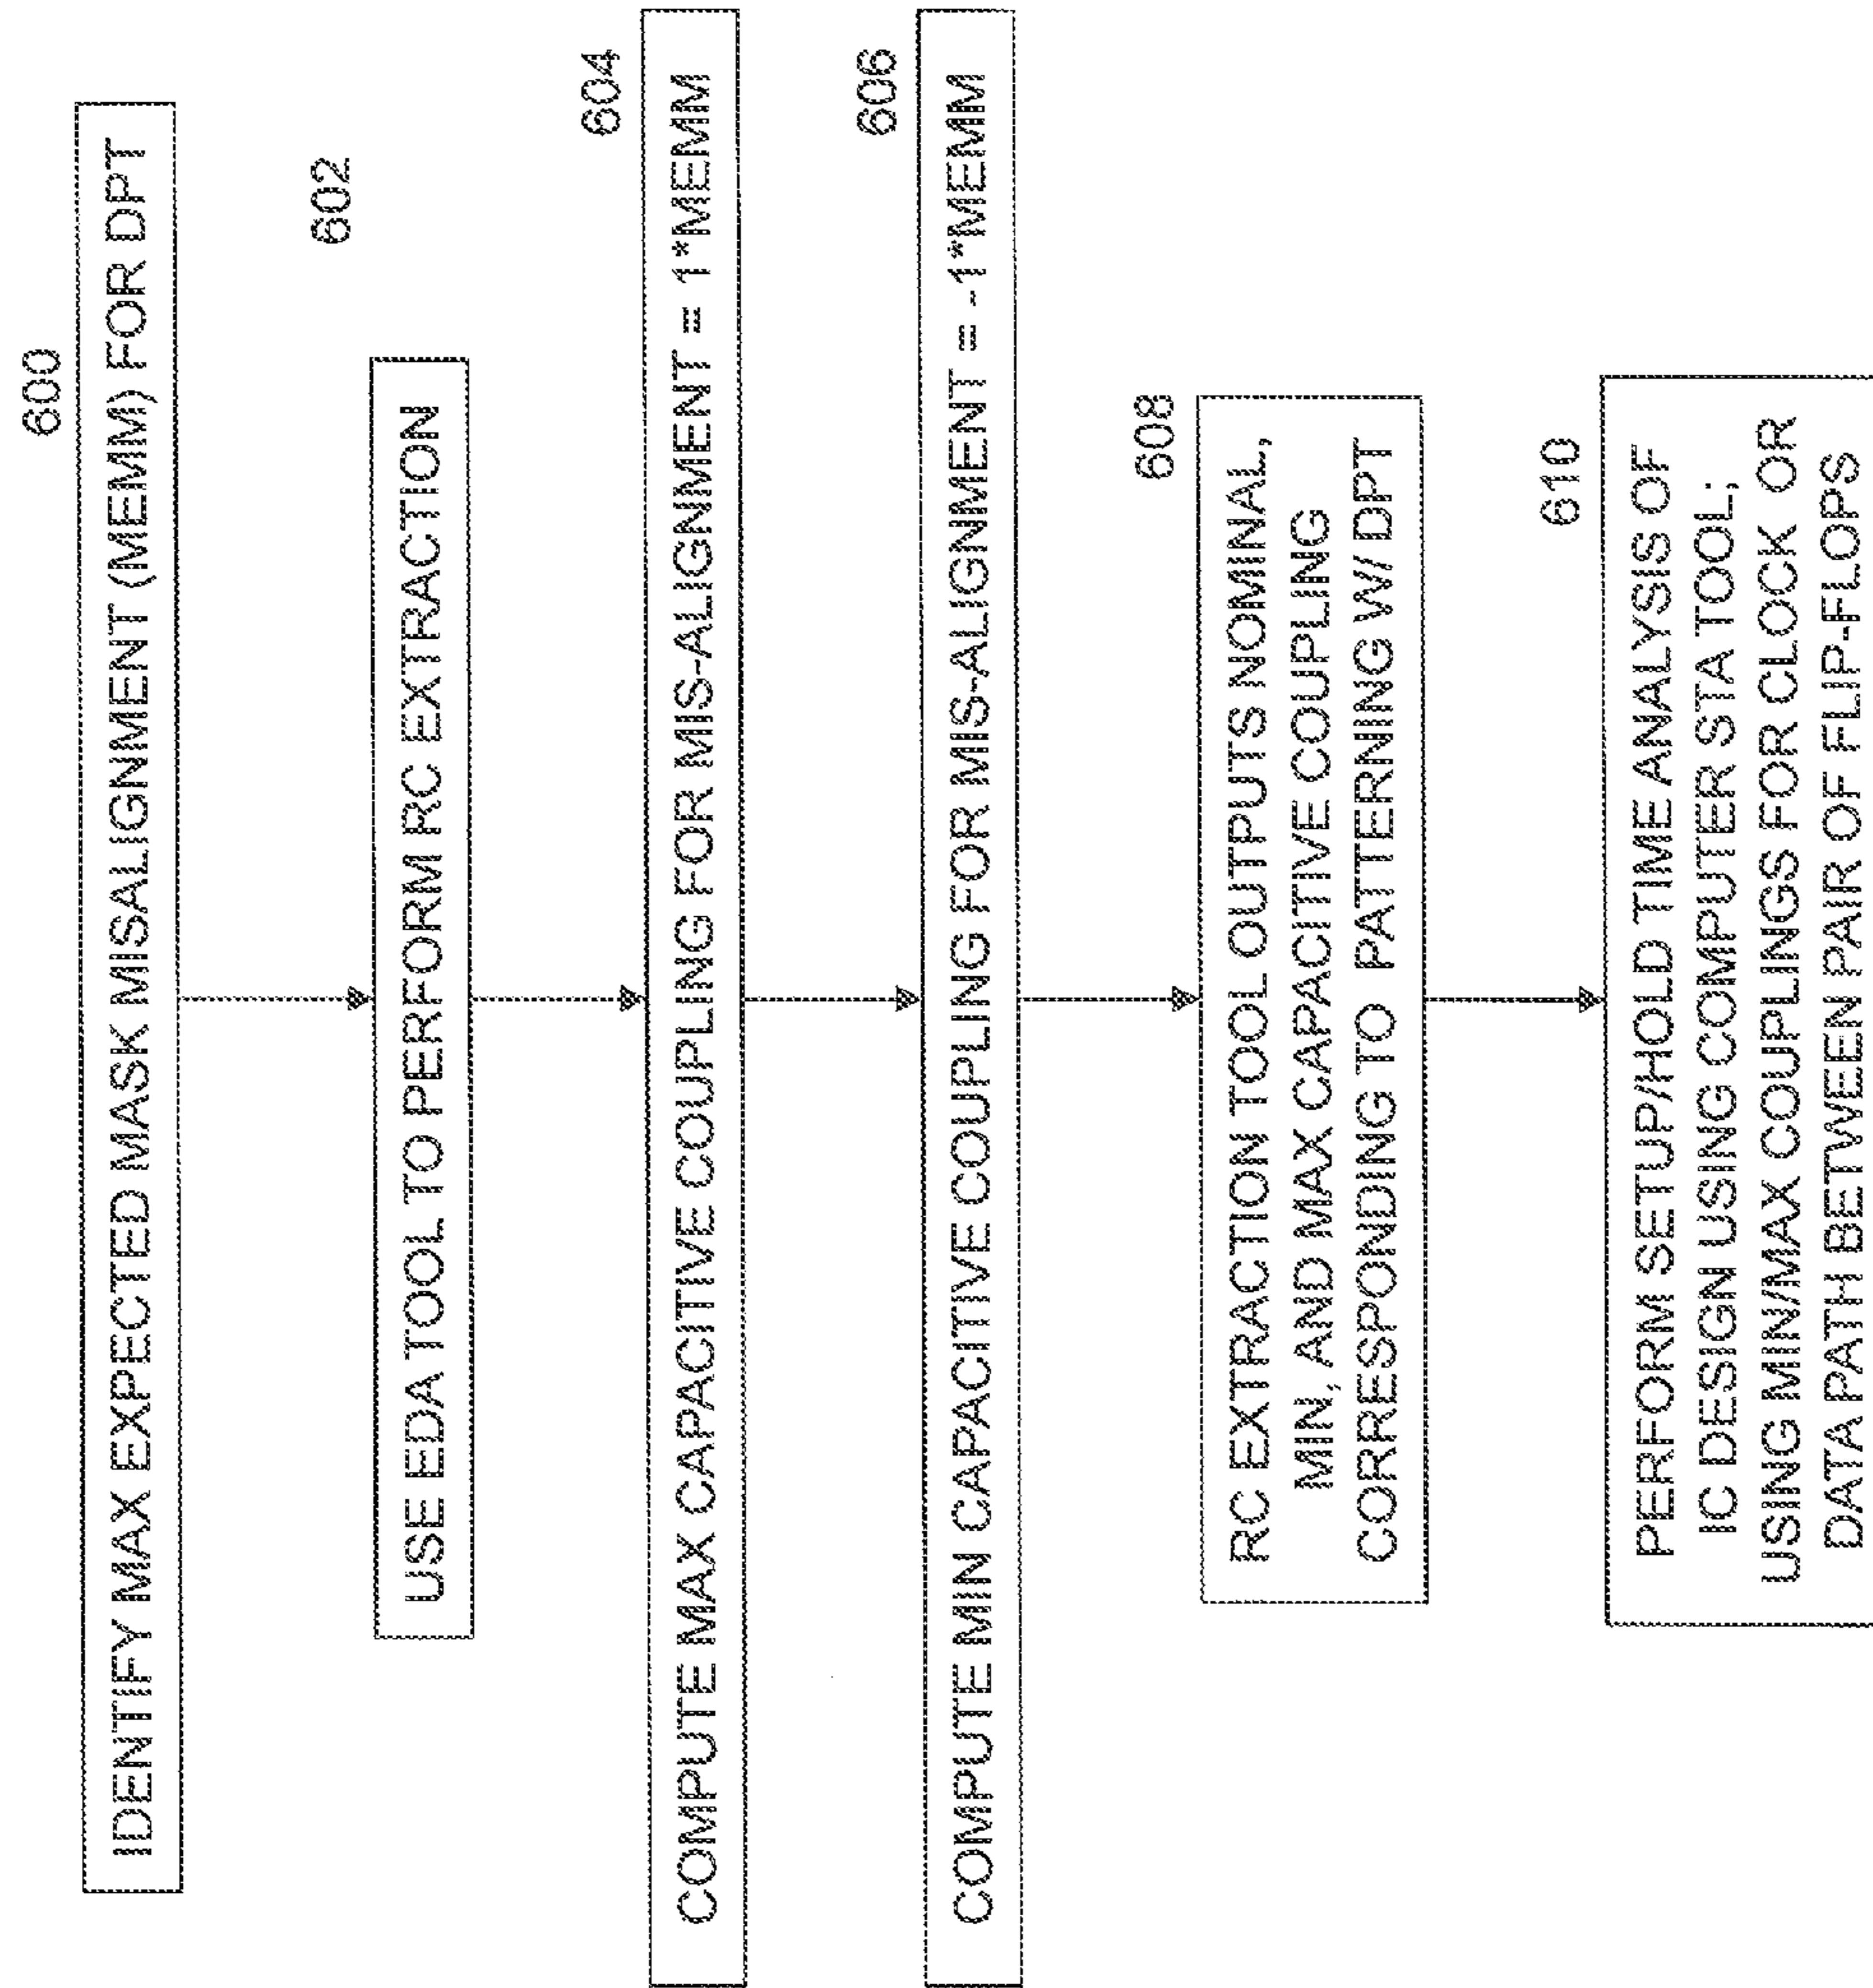 600
IDENTIFY MAX EXPECTED MASK MISALIGNMENT (MEMM) FOR DPT
602
USE EDA TOOL TO PERFORM RC EXTRACTION
604
COMPUTE MAX CAPACITIVE COUPLING FOR MIS-ALIGNMENT = 1*MEMM
606
COMPUTE MIN CAPACITIVE COUPLING FOR MIS-ALIGNMENT = -1*MEMM
608
RC EXTRACTION TOOL OUTPUTS NOMINAL,
MIN, AND MAX CAPACITIVE COUPLING
CORRESPONDING TO PATTERNING W/ DPT
610
PERFORM SETUP/HOLD TIME ANALYSIS OF
IC DESIGN USING COMPUTER STA TOOL;
USING MIN/MAX COUPLINGS FOR CLOCK OR
DATA PATH BETWEEN PAIR OF FLIP-FLOPS